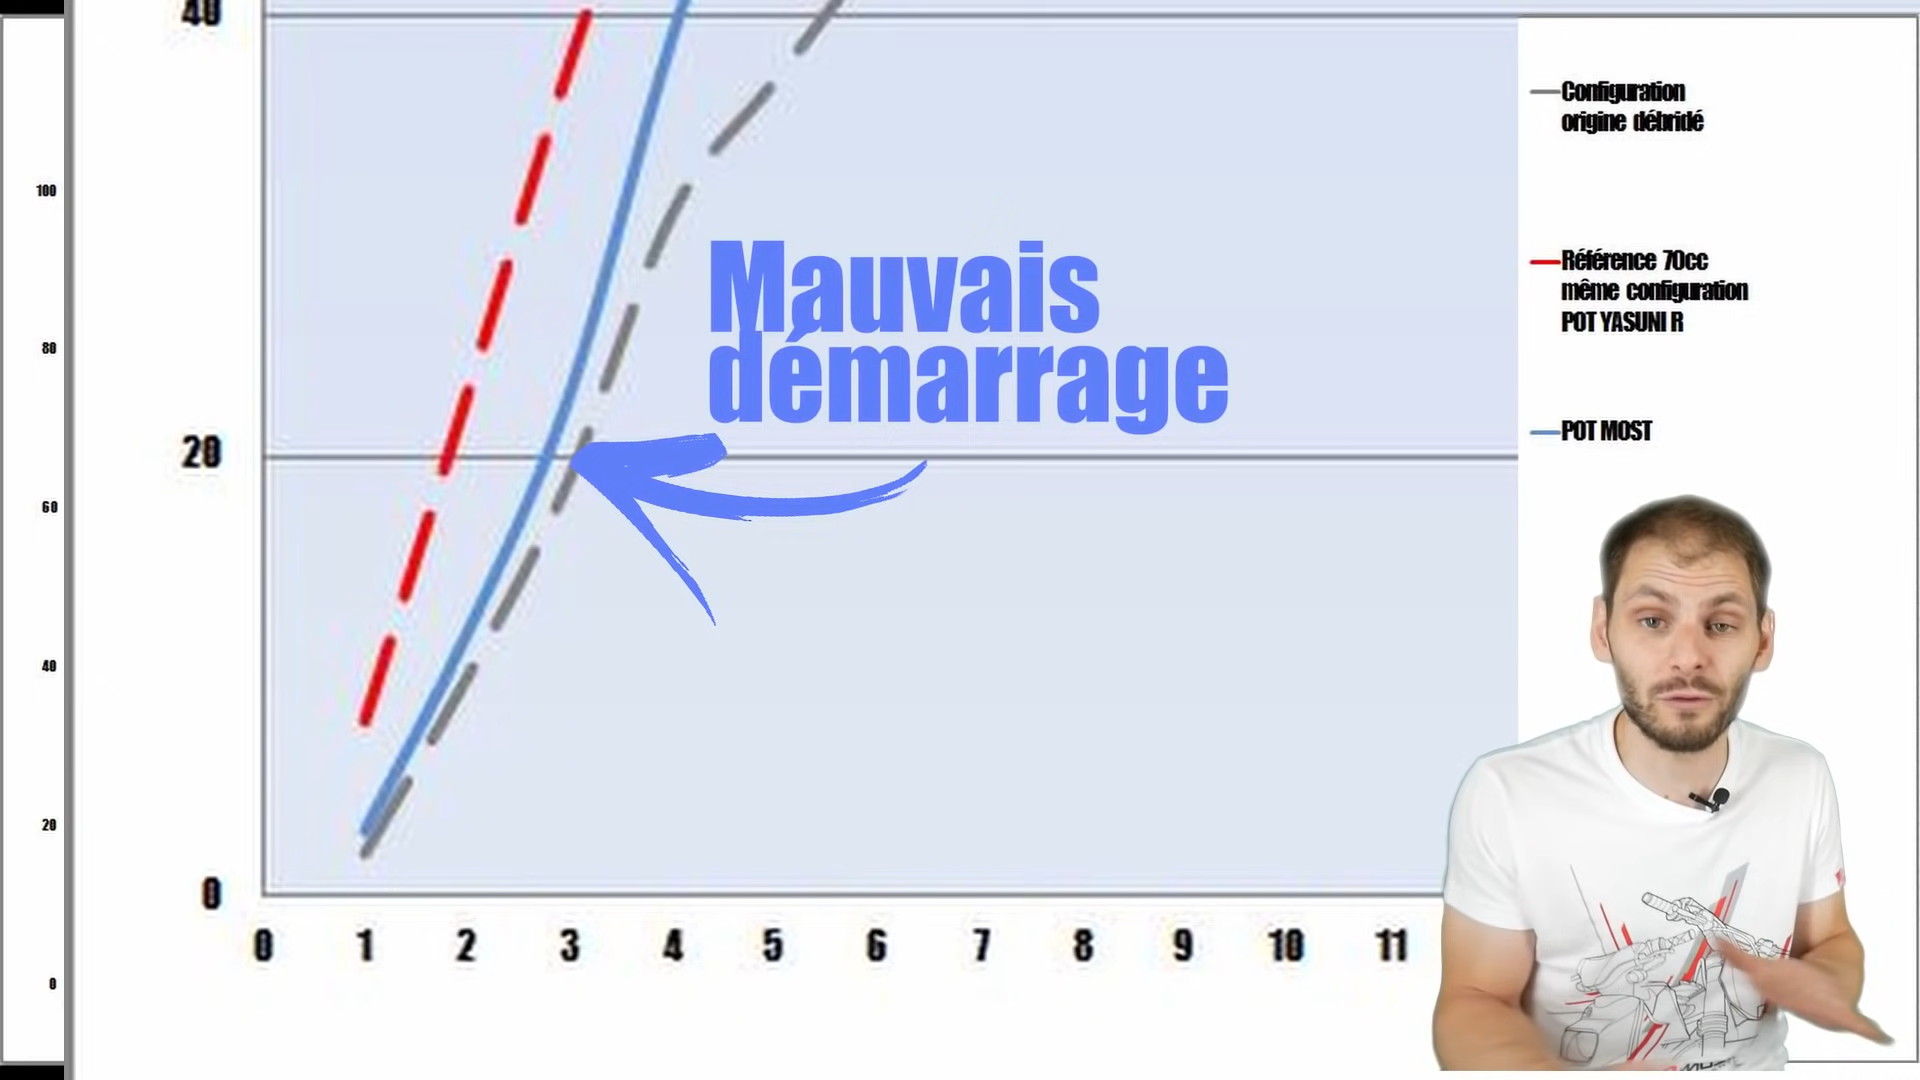 40
100
80
60
40
20
0
20
0
0 1 2 3 4 5 6 7 8 9 10 11
Mauvais
démarrage
Configuration
origine débridé
Référence 70cc
même configuration
POT YASUNI R
POT MOST